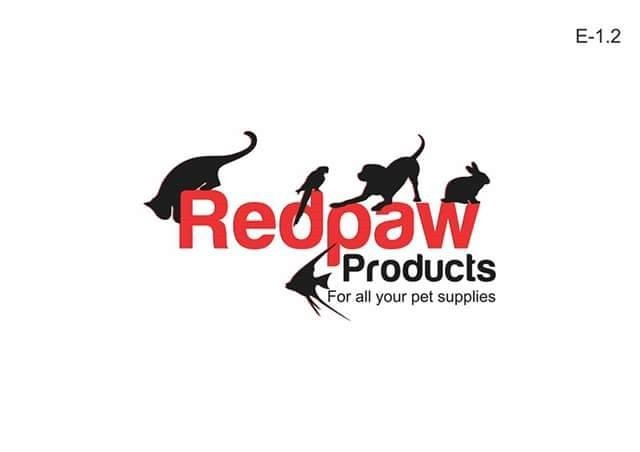 E-1.2
Redpaw
Products
For all your pet supplies